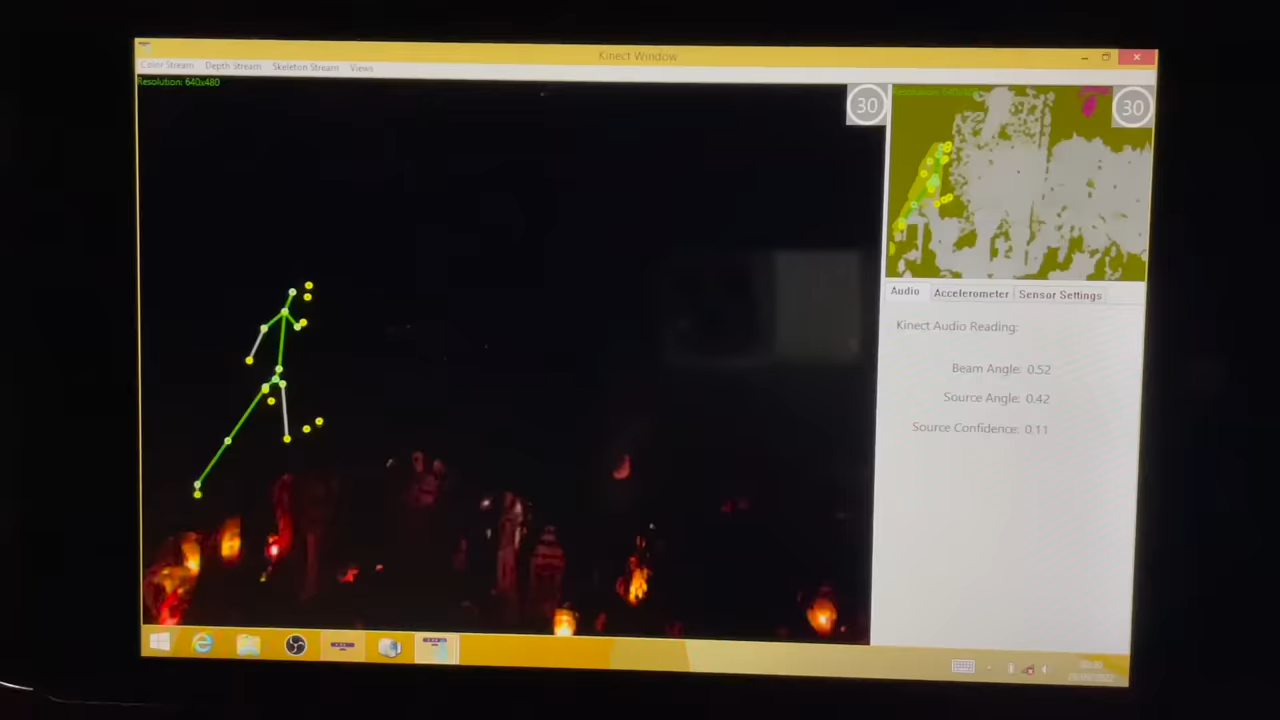 Kinect Window
Color Stream Depth Stream Skeleton Stream Views
Resolution: 640x480
30
30
Audio Accelerometer Sensor Settings
Kinect Audio Reading:
Beam Angle: 0.52
Source Angle: 0.42
Source Confidence: 0.11